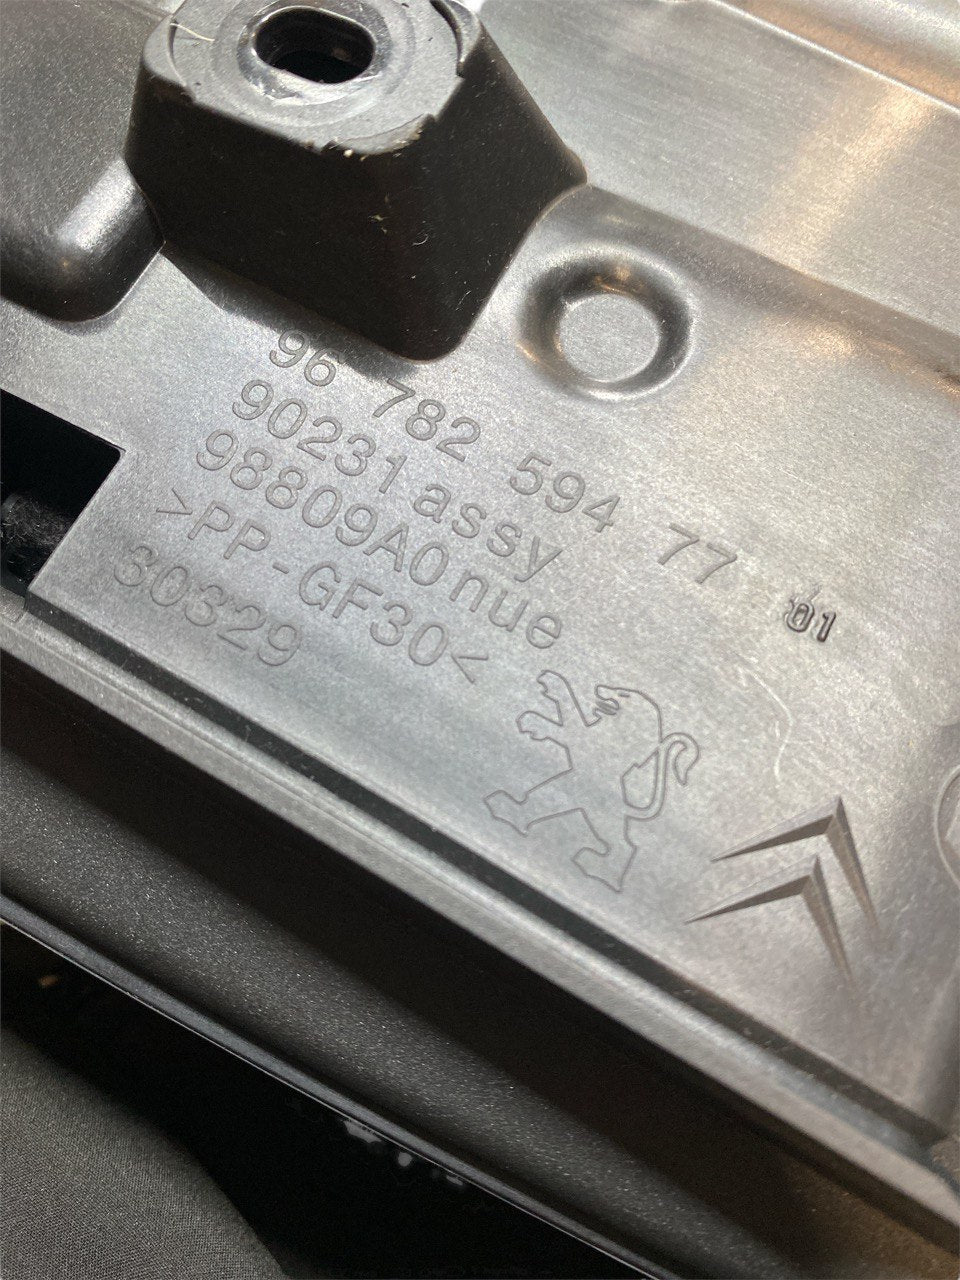 96 782 594 77 01
90231 assy
98809A0nue
>PP-GF30<
30329